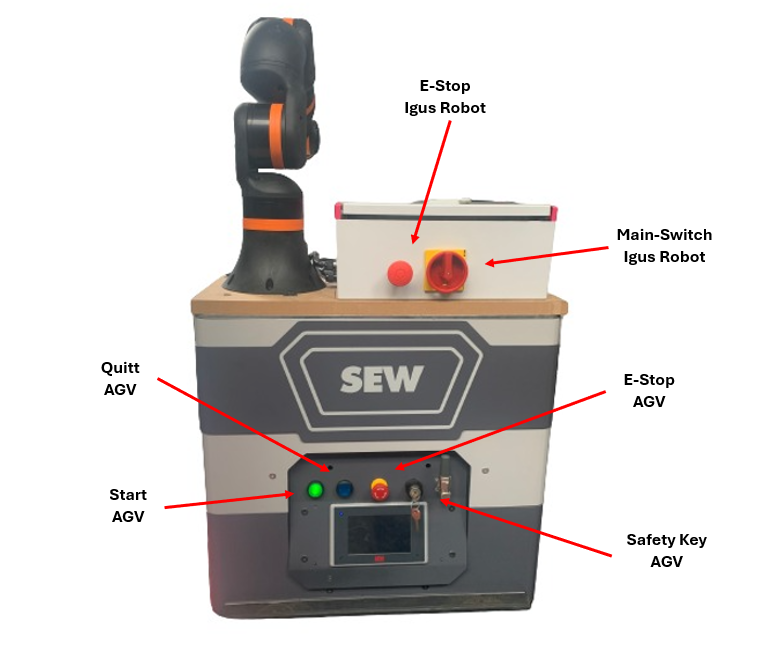 E-Stop
Igus Robot
Main-Switch
Igus Robot
SEW
Quitt
AGV
E-Stop
AGV
Start
AGV
Safety Key
AGV